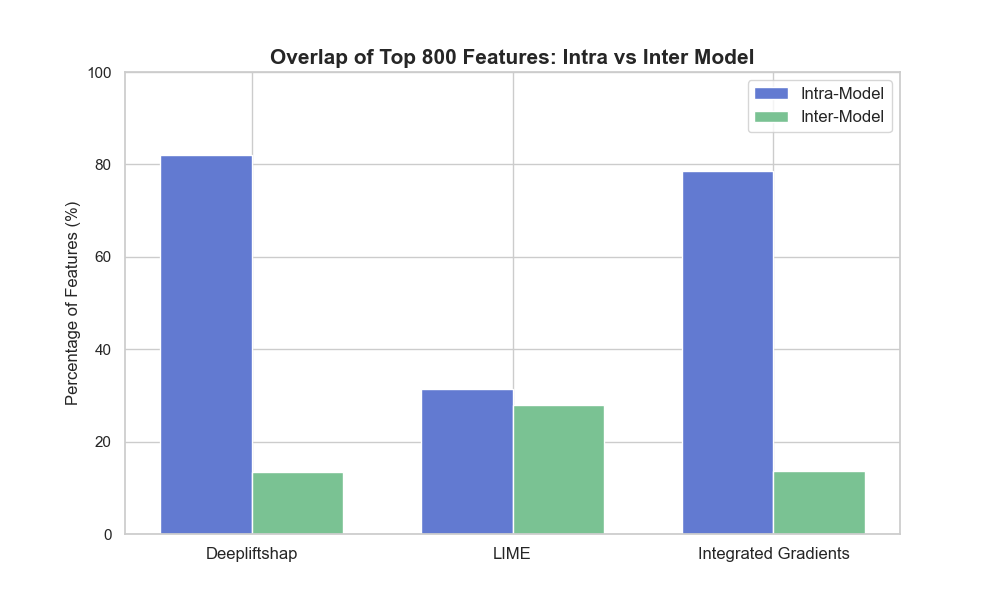 Overlap of Top 800 Features: Intra vs Inter Model
Intra-Model
Inter-Model
Percentage of Features (%)
100
80
60
40
20
0
Deepliftshap
LIME
Integrated Gradients